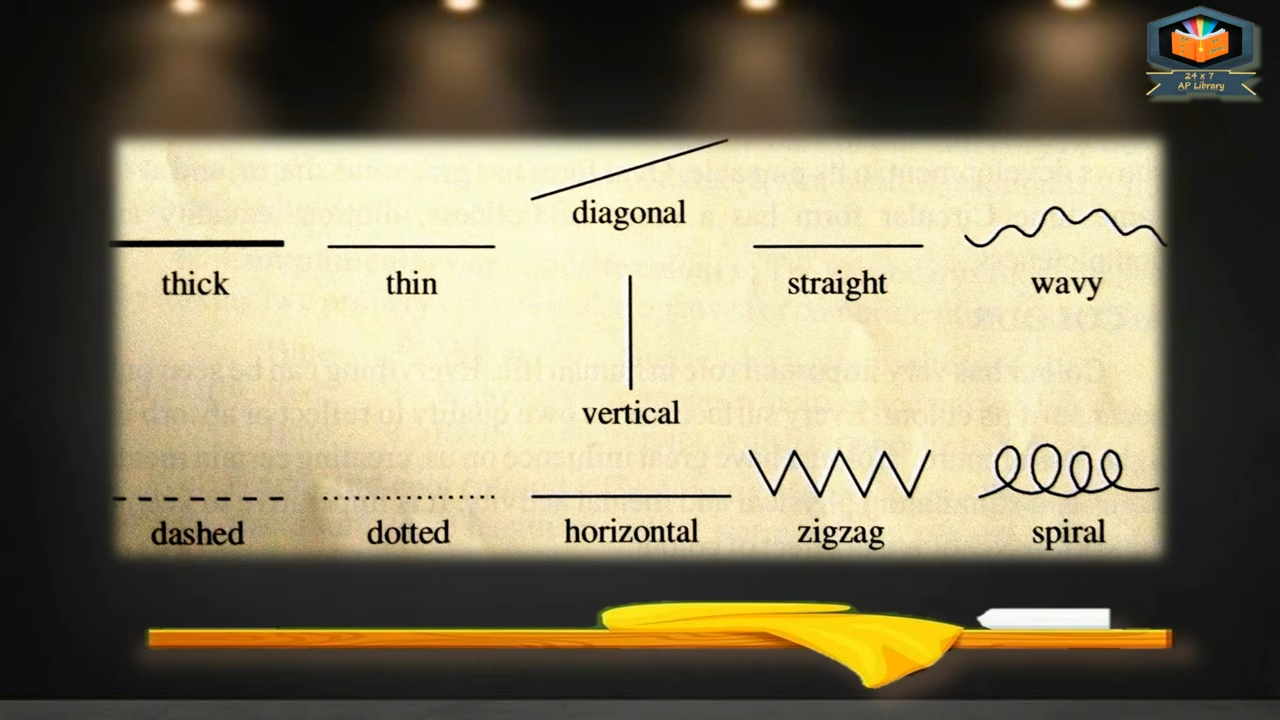 24 x 7
AP Library
diagonal
thick
thin
straight
wavy
vertical
dashed
dotted
horizontal
zigzag
spiral